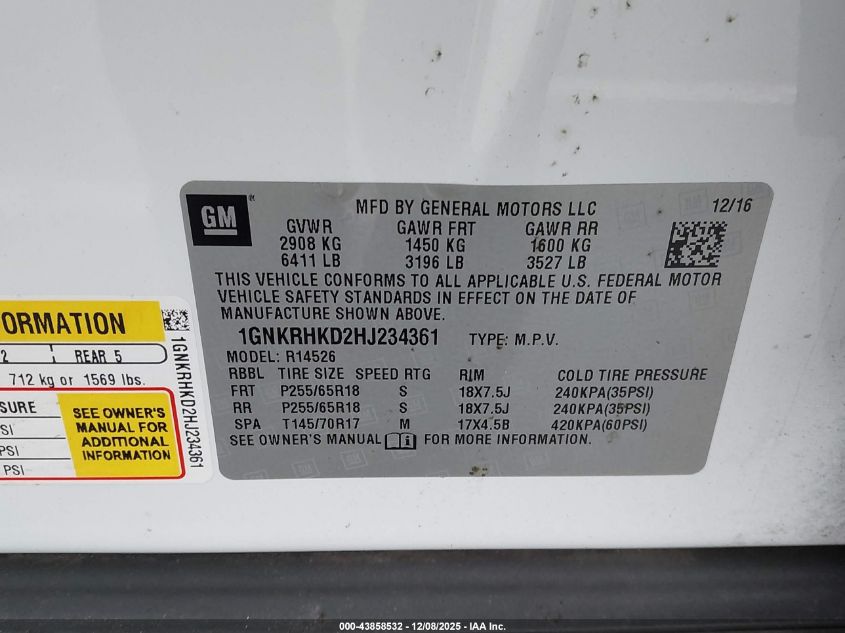 GM
®
MFD BY GENERAL MOTORS LLC
12/16
GVWR GAWR FRT GAWR RR
2908 KG 1450 KG 1600 KG
6411 LB 3196 LB 3527 LB
THIS VEHICLE CONFORMS TO ALL APPLICABLE U.S. FEDERAL MOTOR
VEHICLE SAFETY STANDARDS IN EFFECT ON THE DATE OF
MANUFACTURE SHOWN ABOVE.
1GNKRHKD2HJ234361 TYPE: M.P.V.
MODEL: R14526
RBBL TIRE SIZE SPEED RTG RIM COLD TIRE PRESSURE
FRT P255/65R18 S 18X7.5J 240KPA(35PSI)
RR P255/65R18 S 18X7.5J 240KPA(35PSI)
SPA T145/70R17 M 17X4.5B 420KPA(60PSI)
SEE OWNER'S MANUAL FOR MORE INFORMATION.
ORMATION
2 REAR 5
712 kg or 1569 lbs.
SURE
SI
PSI
PSI
SEE OWNER'S
MANUAL FOR
ADDITIONAL
INFORMATION
1GNKRHKD2HJ234361
000-43858532 - 12/08/2025 - IAA Inc.